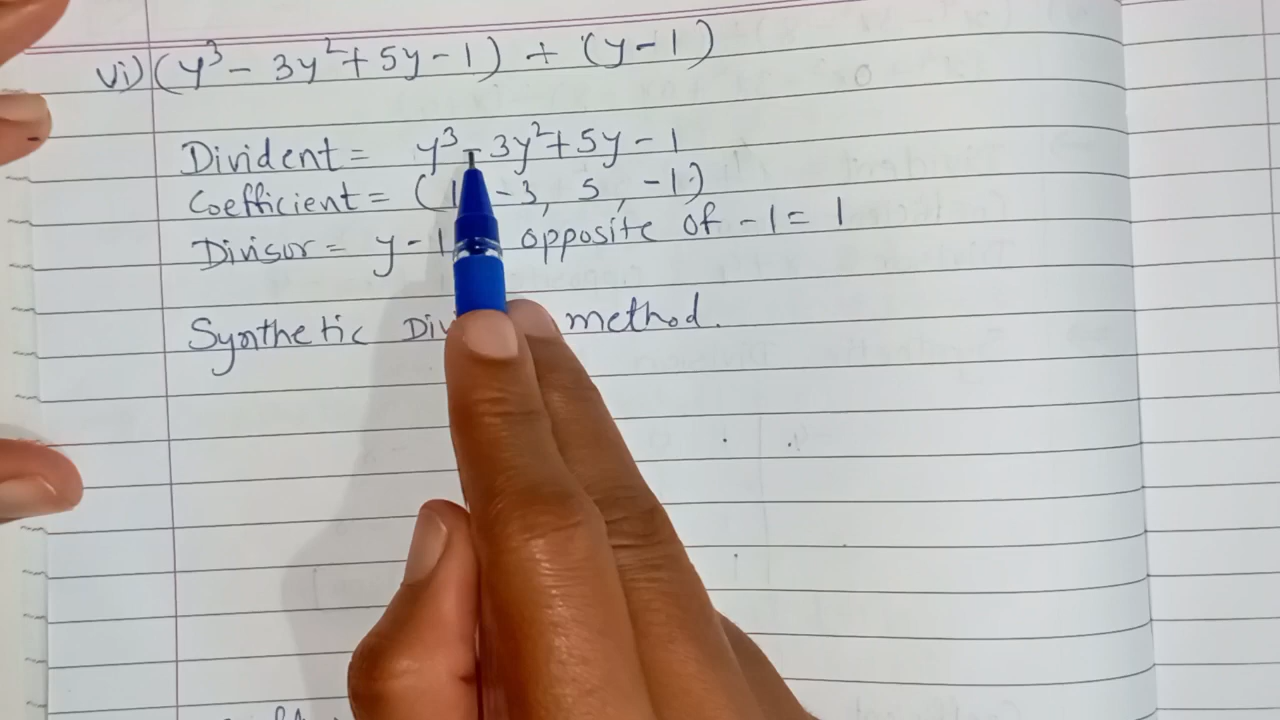 vi) (y³ - 3y² + 5y - 1) + (y - 1)
Divident = y³ - 3y² + 5y - 1
Coefficient = (1 -3, 5, -1)
Divisor = y - 1 opposite of -1 = 1
Synthetic method.